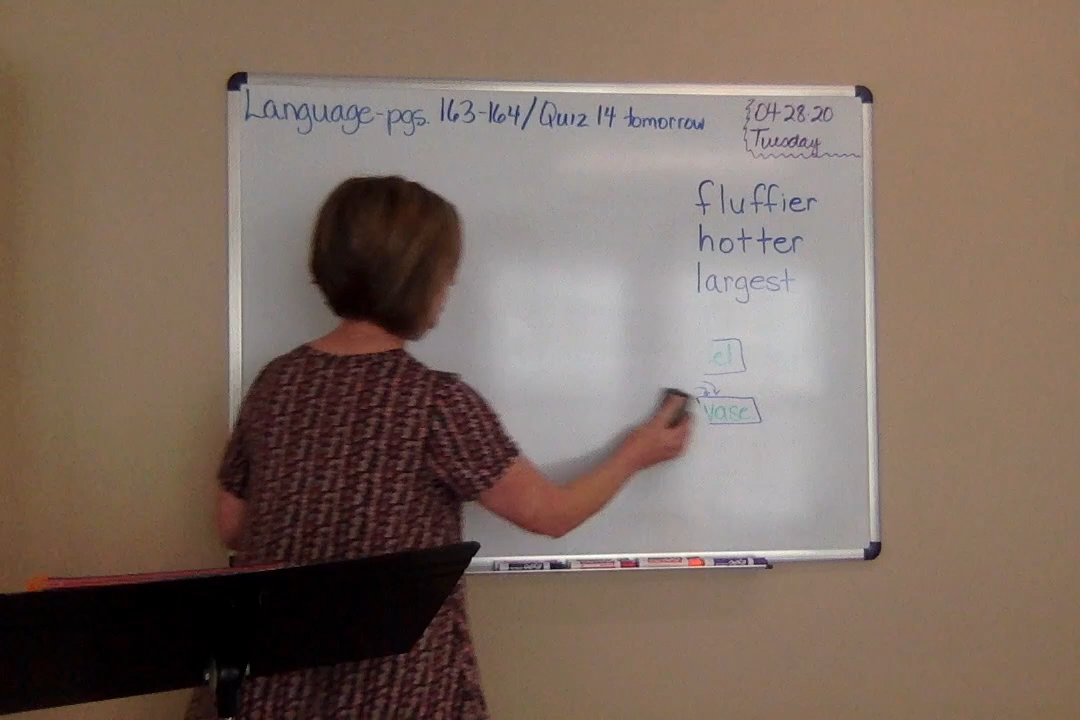 Language-pgs. 163-164/Quiz 14 tomorrow
04-28-20
Tuesday
fluffier
hotter
largest
el
vase